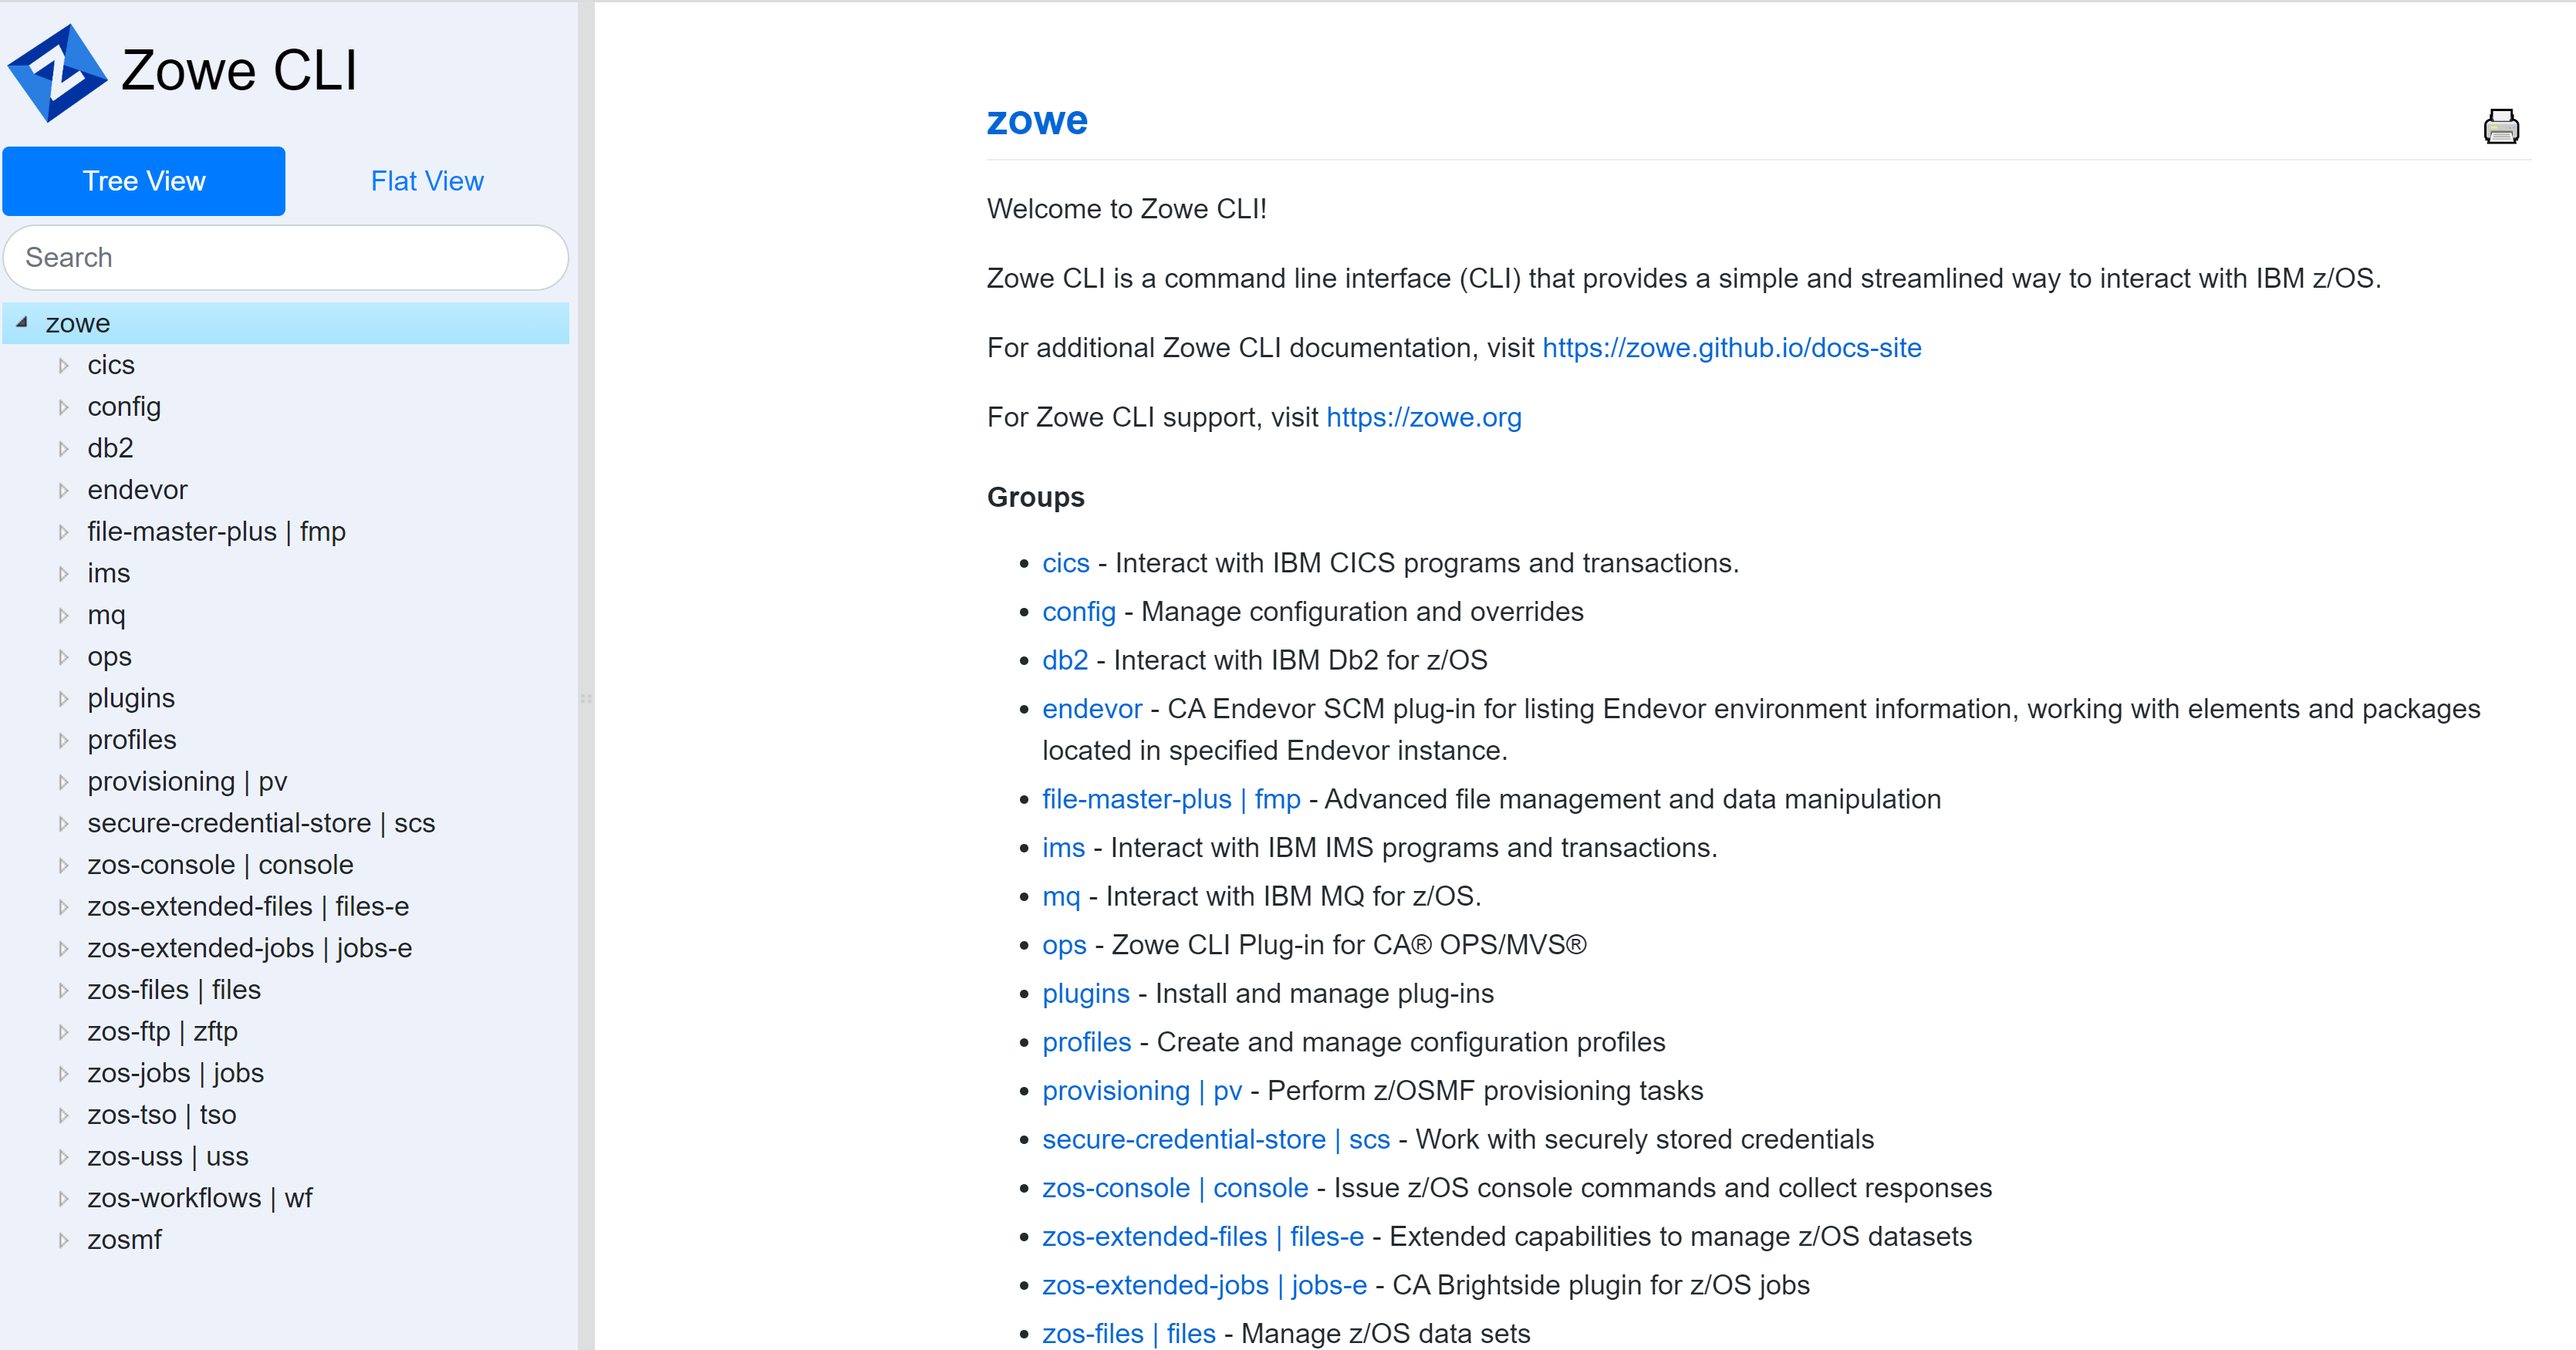 Zowe CLI
Tree View
Flat View
Search
zowe
cics
config
db2
endevor
file-master-plus | fmp
ims
mq
ops
plugins
profiles
provisioning | pv
secure-credential-store | scs
zos-console | console
zos-extended-files | files-e
zos-extended-jobs | jobs-e
zos-files | files
zos-ftp | zftp
zos-jobs | jobs
zos-tso | tso
zos-uss | uss
zos-workflows | wf
zosmf
zowe
Welcome to Zowe CLI!
Zowe CLI is a command line interface (CLI) that provides a simple and streamlined way to interact with IBM z/OS.
For additional Zowe CLI documentation, visit https://zowe.github.io/docs-site
For Zowe CLI support, visit https://zowe.org
Groups
• cics - Interact with IBM CICS programs and transactions.
• config - Manage configuration and overrides
• db2 - Interact with IBM Db2 for z/OS
• endevor - CA Endevor SCM plug-in for listing Endevor environment information, working with elements and packages
located in specified Endevor instance.
• file-master-plus | fmp - Advanced file management and data manipulation
• ims - Interact with IBM IMS programs and transactions.
• mq - Interact with IBM MQ for z/OS.
• ops - Zowe CLI Plug-in for CA® OPS/MVS®
• plugins - Install and manage plug-ins
• profiles - Create and manage configuration profiles
• provisioning | pv - Perform z/OSMF provisioning tasks
• secure-credential-store | scs - Work with securely stored credentials
• zos-console | console - Issue z/OS console commands and collect responses
• zos-extended-files | files-e - Extended capabilities to manage z/OS datasets
• zos-extended-jobs | jobs-e - CA Brightside plugin for z/OS jobs
• zos-files | files - Manage z/OS data sets